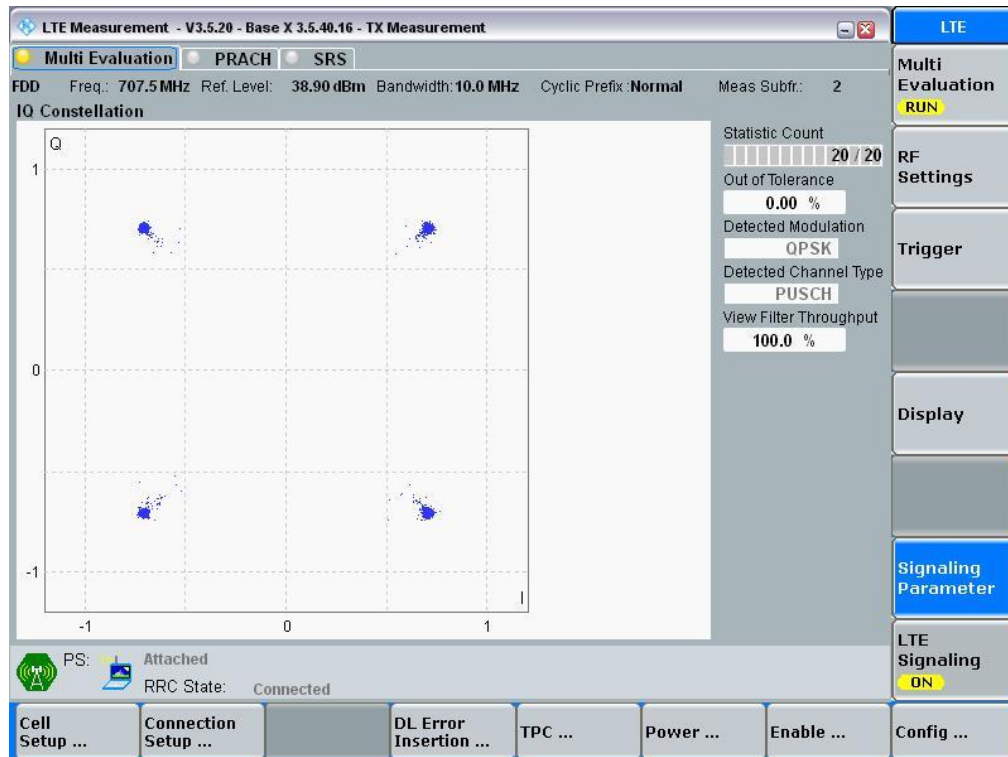 LTE Measurement - V3.5.20 - Base X 3.5.40.16 - TX Measurement
LTE
Multi Evaluation PRACH SRS
FDD Freq.: 707.5 MHz Ref. Level: 38.90 dBm Bandwidth: 10.0 MHz Cyclic Prefix : Normal Meas Subfr.: 2
IQ Constellation
Q
1
0
-1
-1 0 1
I
Statistic Count
20 / 20
Out of Tolerance
0.00 %
Detected Modulation
QPSK
Detected Channel Type
PUSCH
View Filter Throughput
100.0 %
Multi
Evaluation
RUN
RF
Settings
Trigger
Display
Signaling
Parameter
LTE
Signaling
ON
PS: Attached
RRC State: Connected
Cell
Setup ...
Connection
Setup ...
DL Error
Insertion ...
TPC ...
Power ...
Enable ...
Config ...